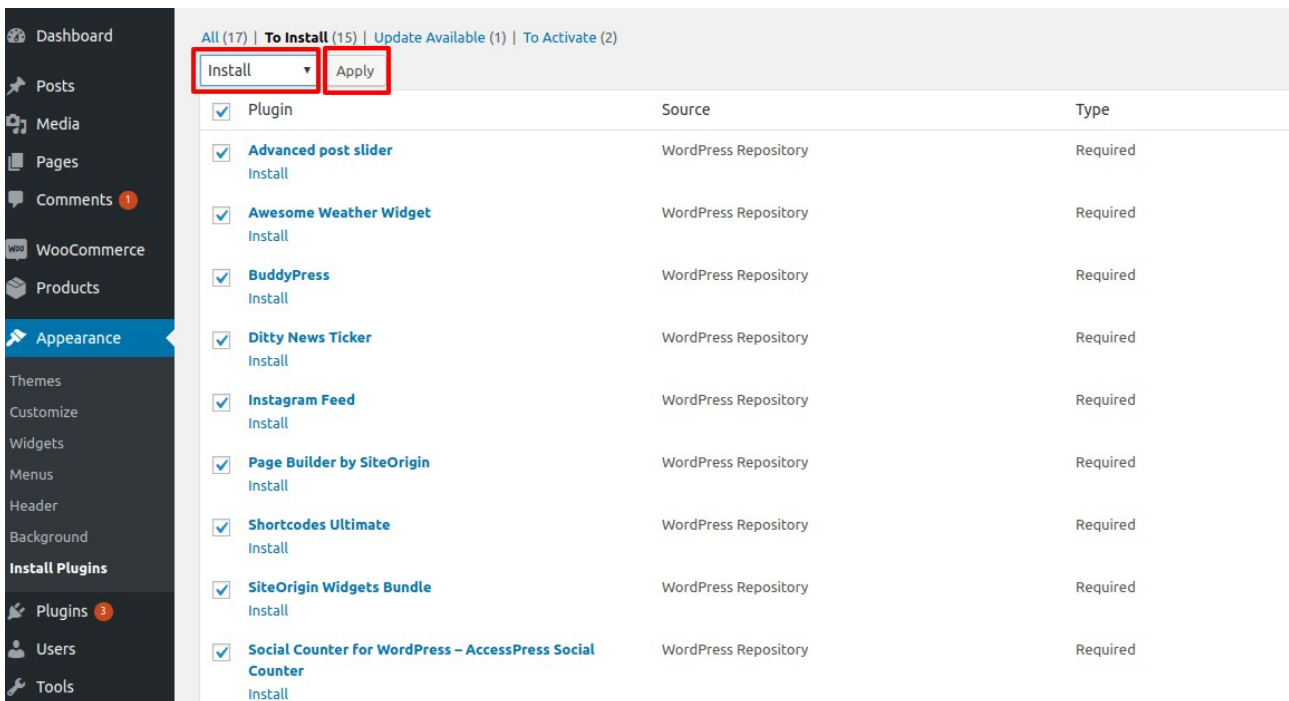 Dashboard
Posts
Media
Pages
Comments 1
WOO WooCommerce
Products
Appearance
Themes
Customize
Widgets
Menus
Header
Background
Install Plugins
Plugins 3
Users
Tools
All (17) | To Install (15) | Update Available (1) | To Activate (2)
Install Apply
Plugin Source Type
Advanced post slider WordPress Repository Required
Install
Awesome Weather Widget WordPress Repository Required
Install
BuddyPress WordPress Repository Required
Install
Ditty News Ticker WordPress Repository Required
Install
Instagram Feed WordPress Repository Required
Install
Page Builder by SiteOrigin WordPress Repository Required
Install
Shortcodes Ultimate WordPress Repository Required
Install
SiteOrigin Widgets Bundle WordPress Repository Required
Install
Social Counter for WordPress – AccessPress Social WordPress Repository Required
Counter
Install